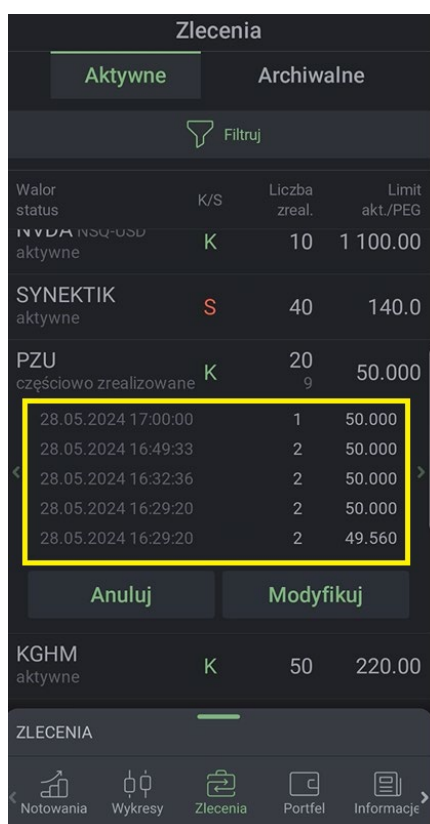 Zlecenia
Aktywne Archiwalne
Filtruj
Walor K/S Liczba Limit
status zreal. akt./PEG
NVDA NSQ-USD K 10 1 100.00
aktywne
SYNEKTIK S 40 140.0
aktywne
PZU K 20 50.000
częściowo zrealizowane 9
28.05.2024 17:00:00 1 50.000
28.05.2024 16:49:33 2 50.000
28.05.2024 16:32:36 2 50.000
28.05.2024 16:29:20 2 50.000
28.05.2024 16:29:20 2 49.560
Anuluj Modyfikuj
KGHM K 50 220.00
aktywne
ZLECENIA
Notowania Wykresy Zlecenia Portfel Informacje